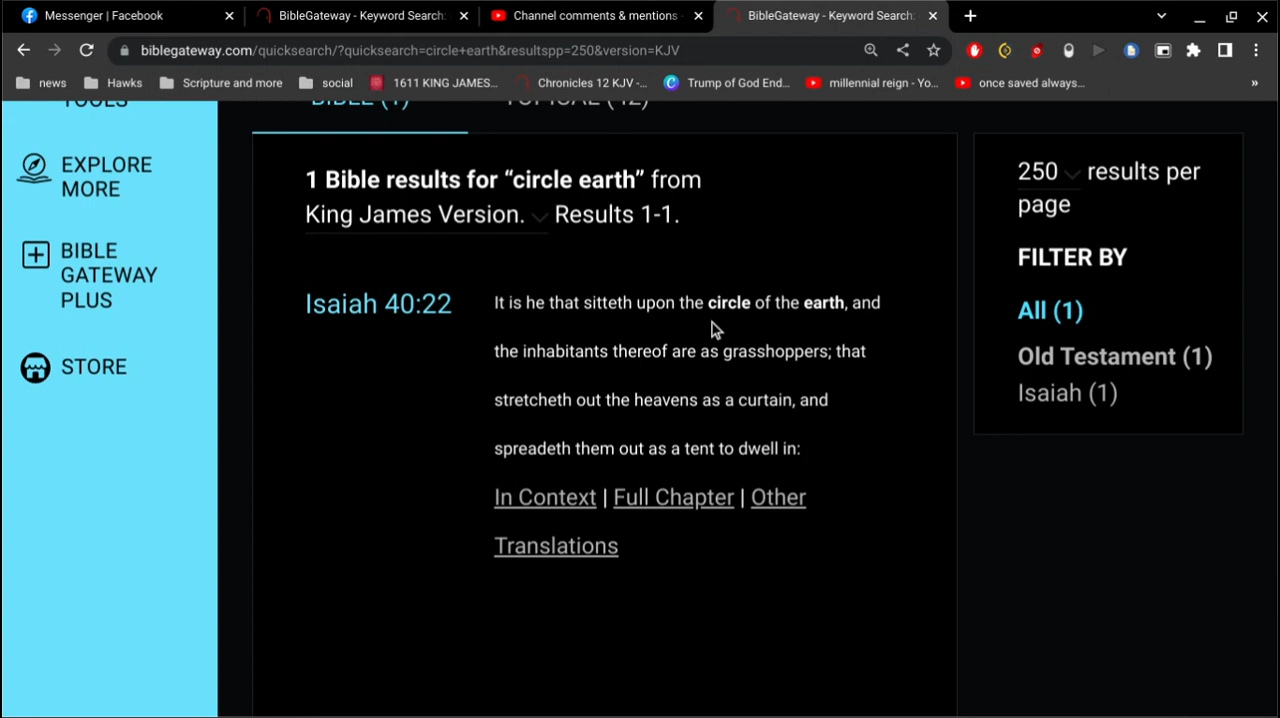 Messenger | Facebook
BibleGateway - Keyword Search:
Channel comments & mentions -
BibleGateway - Keyword Search:
biblegateway.com/quicksearch/?quicksearch=circle+earth&resultspp=250&version=KJV
news
Hawks
Scripture and more
social
1611 KING JAMES...
Chronicles 12 KJV -...
Trump of God End...
millennial reign - Yo...
once saved always...
»
TOOLS
EXPLORE
MORE
BIBLE
GATEWAY
PLUS
STORE
BIBLE (1)
TOPICAL (12)
1 Bible results for “circle earth” from
King James Version. Results 1-1.
Isaiah 40:22
It is he that sitteth upon the circle of the earth, and
the inhabitants thereof are as grasshoppers; that
stretcheth out the heavens as a curtain, and
spreadeth them out as a tent to dwell in:
In Context | Full Chapter | Other
Translations
250 results per
page
FILTER BY
All (1)
Old Testament (1)
Isaiah (1)